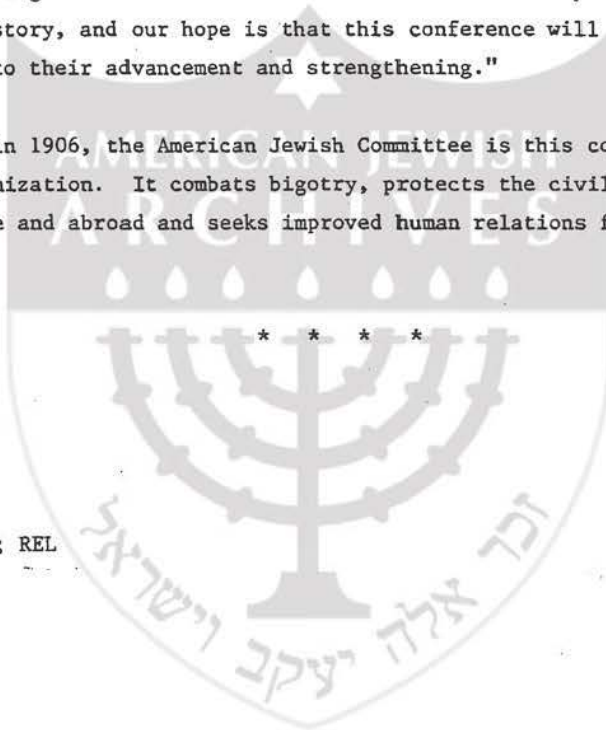 story, and our hope is that this conference will
to their advancement and strengthening."
in 1906, the American Jewish Committee is this
nization. It combats bigotry, protects the civil
e and abroad and seeks improved human relations
AMERICAN JEWISH
ARCHIVES
* * * *
REL
זכר אלה יעקב וישראל